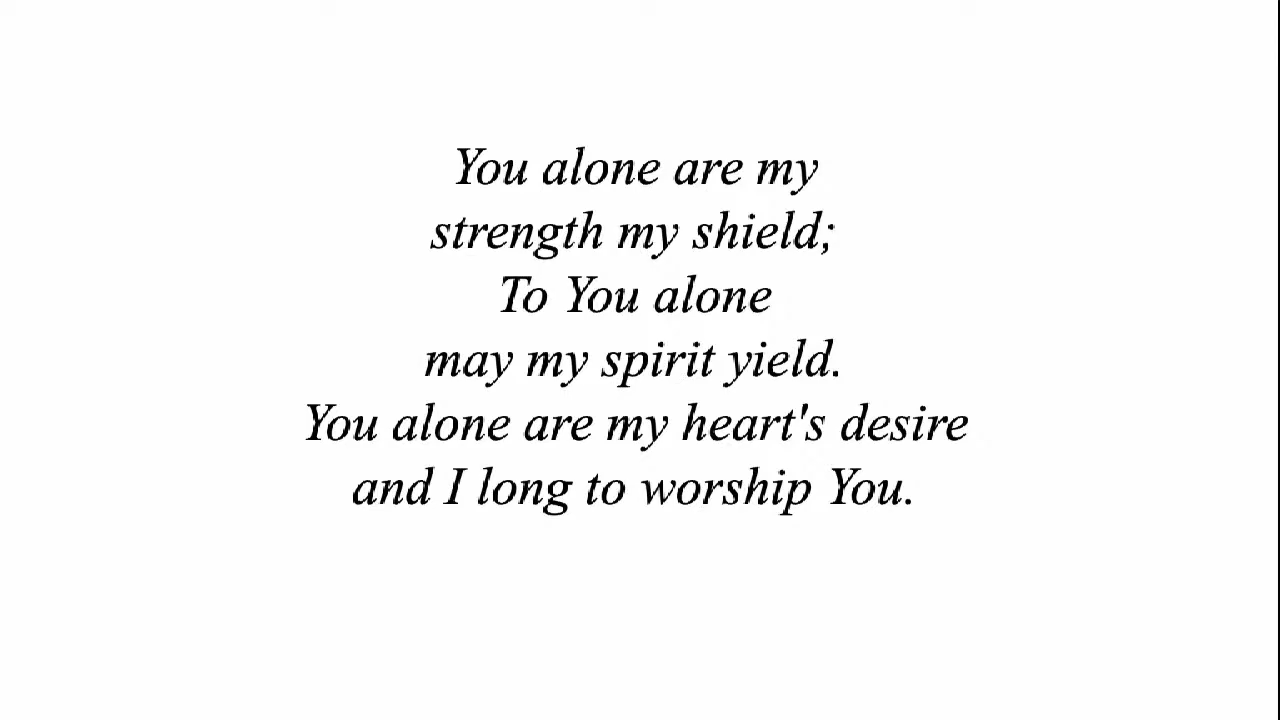 You alone are my
strength my shield;
To You alone
may my spirit yield.
You alone are my heart's desire
and I long to worship You.